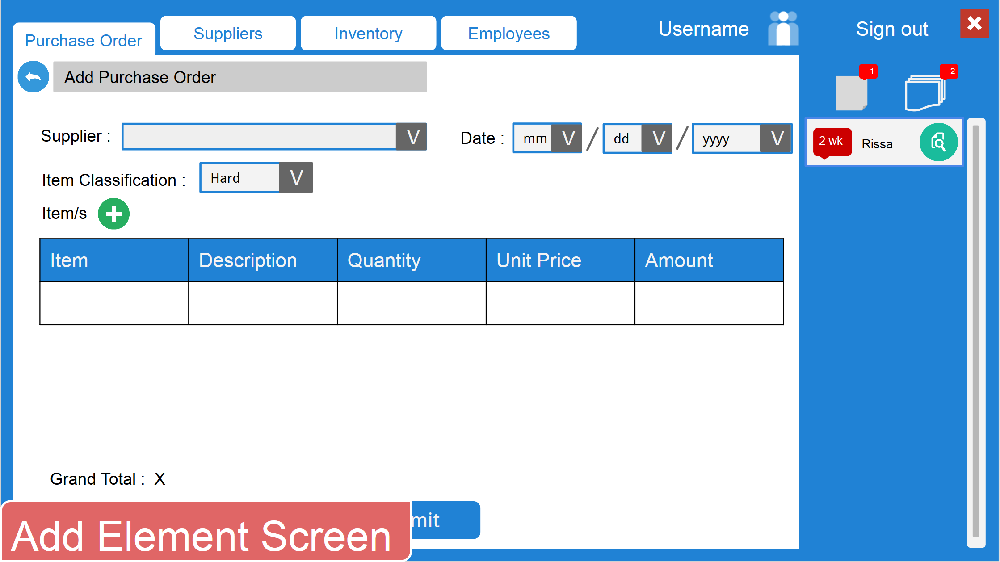 Purchase Order
Suppliers
Inventory
Employees
Username
Sign out
Add Purchase Order
1
2
Supplier :
V
Date :
mm V / dd V / yyyy V
2 wk
Rissa
Item Classification :
Hard
V
Item/s
Item Description Quantity Unit Price Amount
Grand Total : X
mit
Add Element Screen